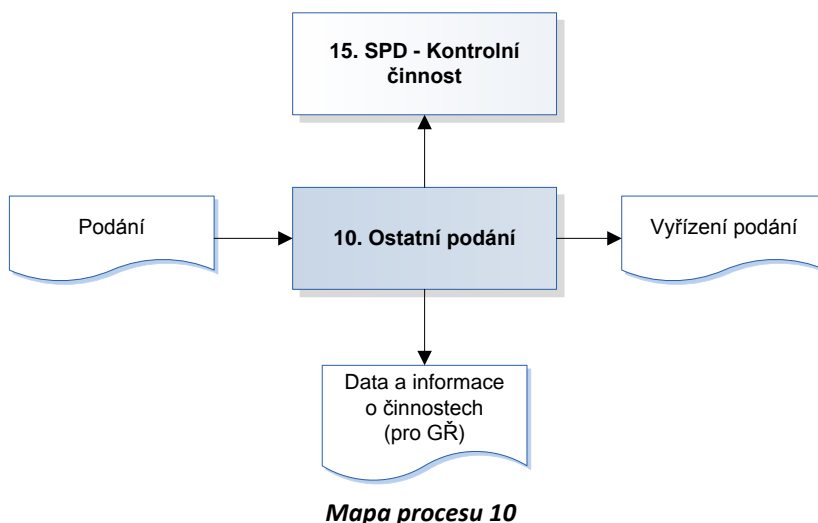 15. SPD - Kontrolní
činnost
Podání
10. Ostatní podání
Vyřízení podání
Data a informace
o činnostech
(pro GŘ)
Mapa procesu 10